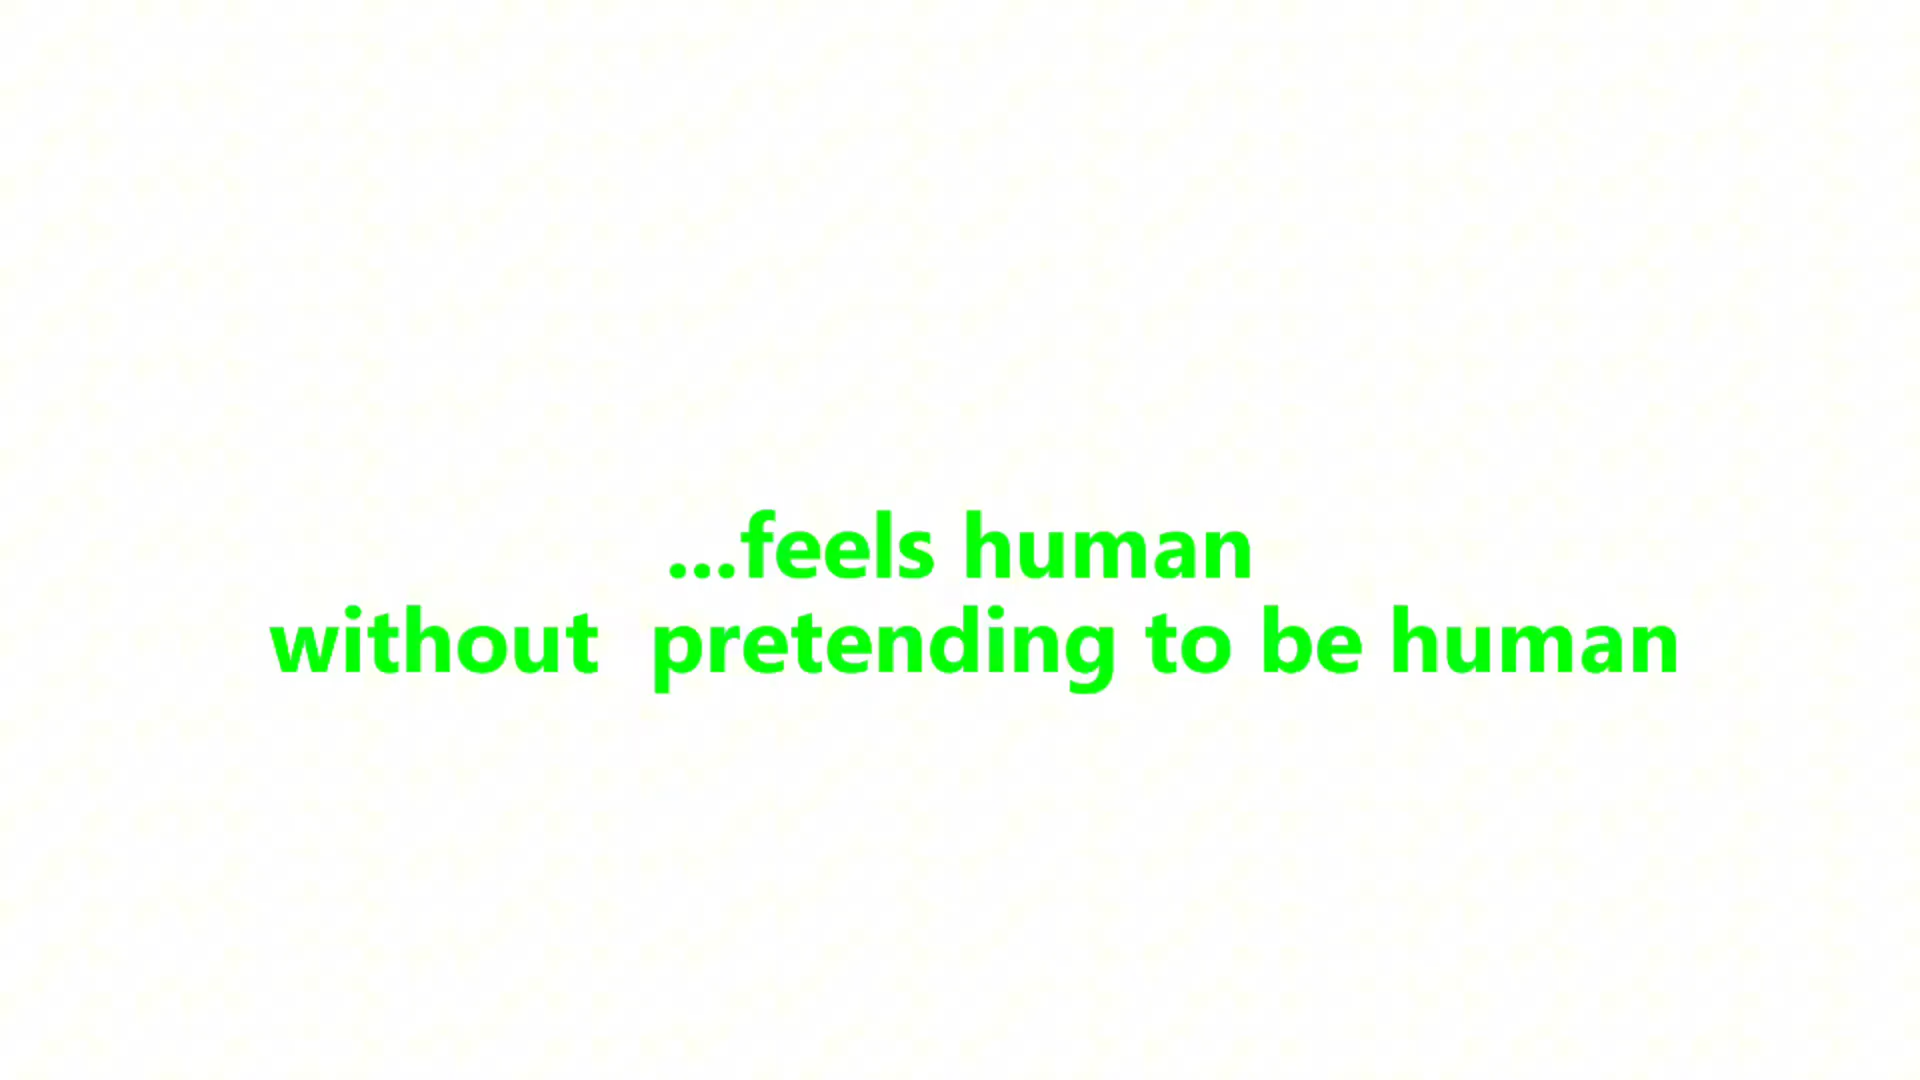 ...feels human
without  pretending to be human